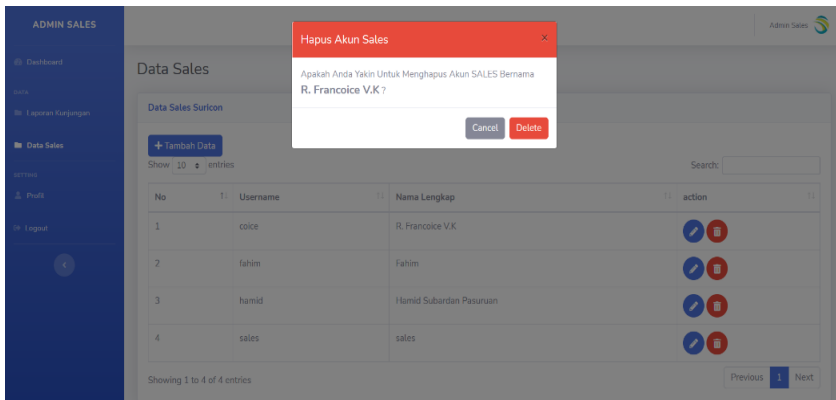 ADMIN SALES
Admin Sales
Hapus Akun Sales ×
Apakah Anda Yakin Untuk Menghapus Akun SALES Bernama
R. Francoice V.K ?
Cancel Delete
Dashboard
DATA
Laporan Kunjungan
Data Sales
SETTING
Profil
Logout
Data Sales
Data Sales Suricon
+ Tambah Data
Show 10 entries Search:
No Username Nama Lengkap action
1 coice R. Francoice V.K
2 fahim Fahim
3 hamid Hamid Subardan Pasuruan
4 sales sales
Showing 1 to 4 of 4 entries Previous 1 Next